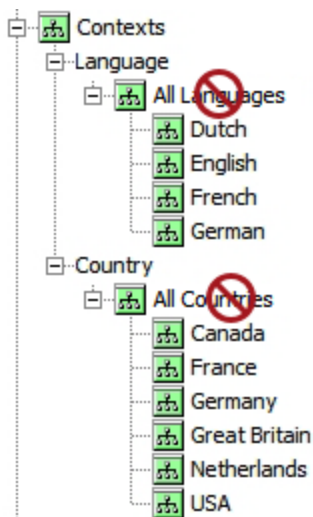 Contexts
Language
All Languages
Dutch
English
French
German
Country
All Countries
Canada
France
Germany
Great Britain
Netherlands
USA